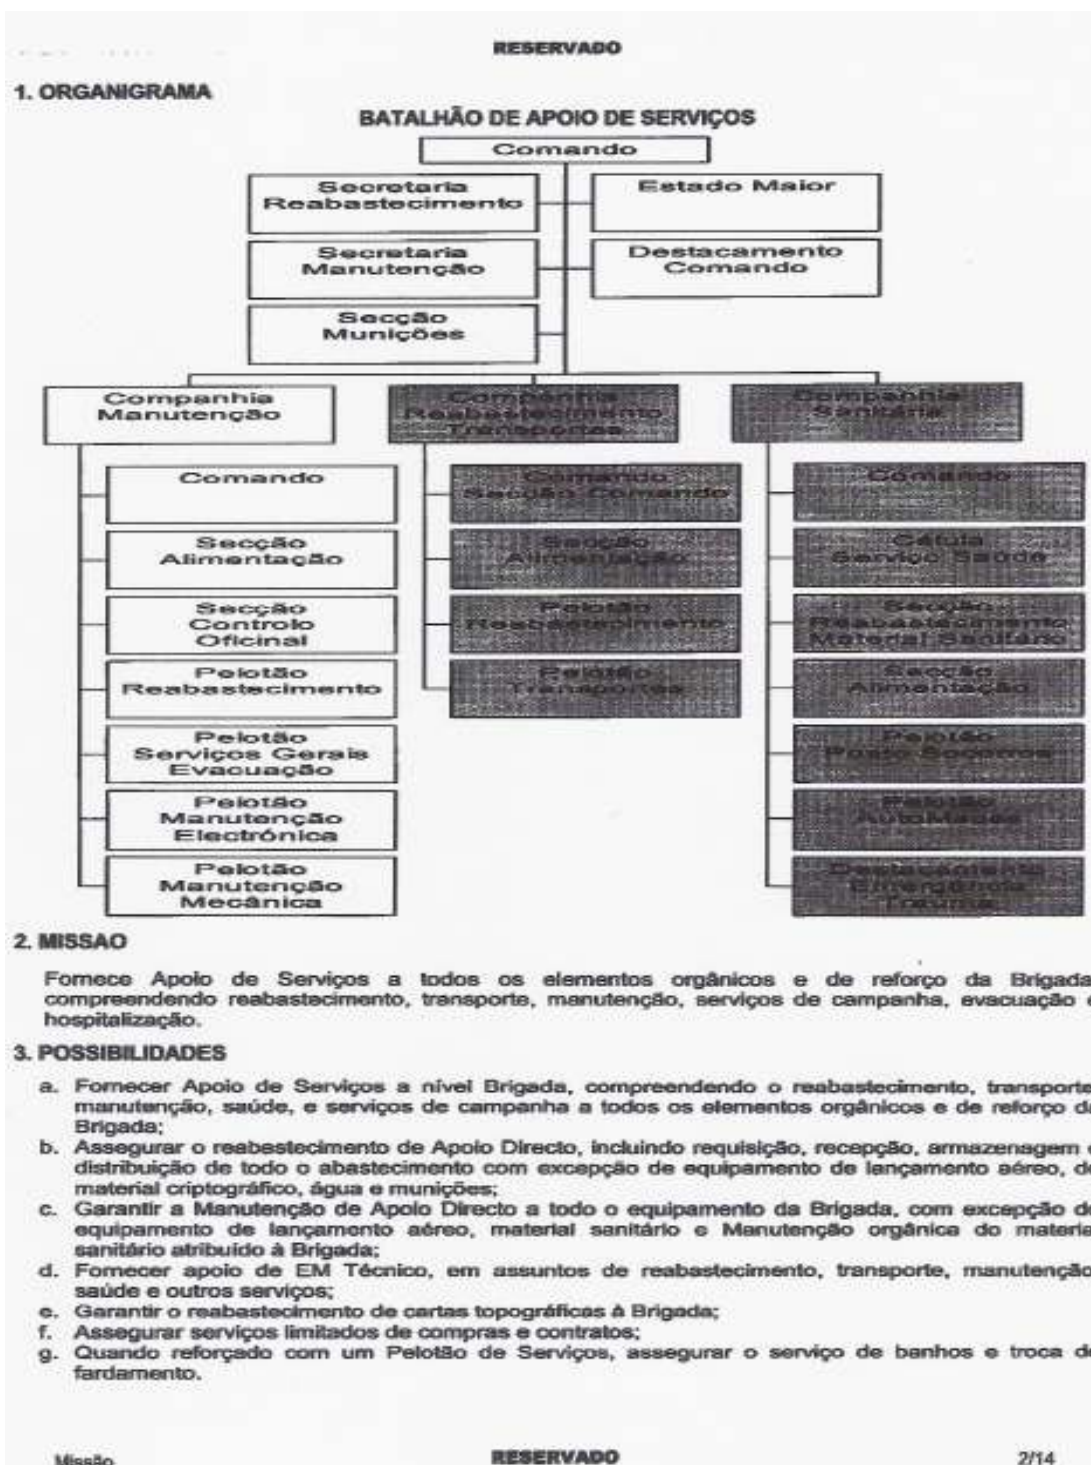 RESERVADO
1. ORGANIGRAMA
BATALHÃO DE APOIO DE SERVIÇOS
Comando
Secretaria
Reabastecimento
Estado Maior
Secretaria
Manutenção
Destacamento
Comando
Secção
Munições
Companhia
Manutenção
Companhia
Reabastecimento
Transportes
Companhia
Sanitária
Comando
Secção
Alimentação
Secção
Controlo
Oficinal
Pelotão
Reabastecimento
Pelotão
Serviços Gerais
Evacuação
Pelotão
Manutenção
Electrónica
Pelotão
Manutenção
Mecânica
Comando
Secção Comando
Secção
Alimentação
Pelotão
Reabastecimento
Pelotão
Transportes
Comando
Célula
Serviço Saúde
Secção
Reabastecimento
Material Sanitário
Secção
Alimentação
Pelotão
Posto Socorros
Pelotão
AutoMacas
Destacamento
Emergência
Trauma
2. MISSAO
Fornece Apoio de Serviços a todos os elementos orgânicos e de reforço da Brigada
compreendendo reabastecimento, transporte, manutenção, serviços de campanha, evacuação e
hospitalização.
3. POSSIBILIDADES
a. Fornecer Apoio de Serviços a nível Brigada, compreendendo o reabastecimento, transporte
manutenção, saúde, e serviços de campanha a todos os elementos orgânicos e de reforço da
Brigada;
b. Assegurar o reabestecimento de Apoio Directo, incluindo requisição, recepção, armazenagem e
distribuição de todo o abastecimento com excepção de equipamento de lançamento aéreo, de
material criptográfico, água e munições;
c. Garantir a Manutenção de Apoio Directo a todo o equipamento da Brigada, com excepção de
equipamento de lançamento aéreo, material sanitário e Manutenção orgânica do material
sanitário atribuído à Brigada;
d. Fornecer apoio de EM Técnico, em assuntos de reabastecimento, transporte, manutenção
saúde e outros serviços;
e. Garantir o reabastecimento de cartas topográficas à Brigada;
f. Assegurar serviços limitados de compras e contratos;
g. Quando reforçado com um Pelotão de Serviços, assegurar o serviço de banhos e troca de
fardamento.
Missão
RESERVADO
2/14